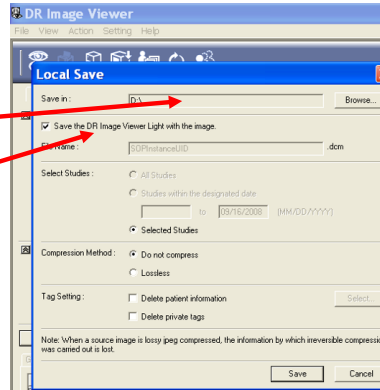 DR Image Viewer
File View Action Setting Help
Local Save
Save in : D:\ Browse...
Save the DR Image Viewer Light with the image.
Name : SOPInstanceUID .dcm
Select Studies : All Studies
Studies within the designated date
to 09/16/2008 (MM/DD/YYYY)
Selected Studies
Compression Method : Do not compress
Lossless
Tag Setting : Delete patient information Select...
Delete private tags
Note: When a source image is lossy jpeg compressed, the information by which irreversible compressio
was carried out is lost.
Save Cancel